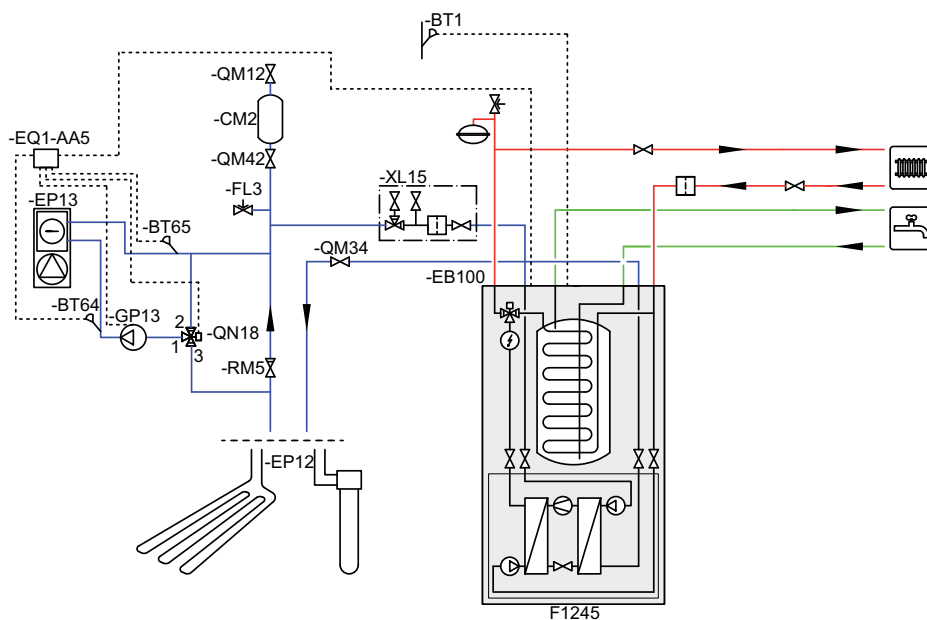 -BT1
-QM12
-CM2
-EQ1-AA5
-QM42
-FL3
-XL15
-EP13
-BT65
-QM34
-EB100
-BT64
-GP13
2
-QN18
1
3
-RM5
-EP12
F1245